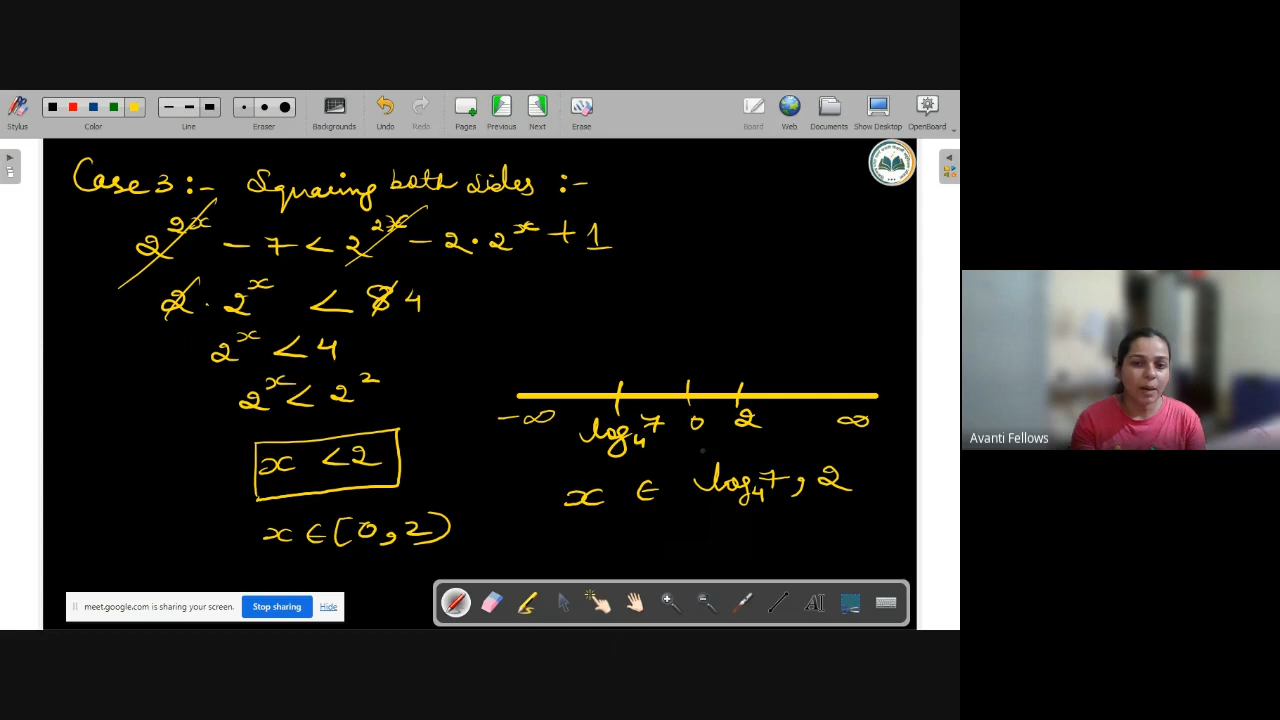 Stylus
Color
Line
Eraser
Backgrounds
Undo
Redo
Pages
Previous
Next
Erase
Board
Web
Documents
Show Desktop
OpenBoard
Case 3 :- Squaing both sides :-
2^2x - 7 < 2^2x - 2 · 2^x + 1
2 · 2^x < 8 4
2^x < 4
2^x < 2^2
x < 2
x ∈ [0, 2)
-∞ log₄7 0 2 ∞
x ∈ log₄7, 2
meet.google.com is sharing your screen. Stop sharing Hide
AI
Avanti Fellows